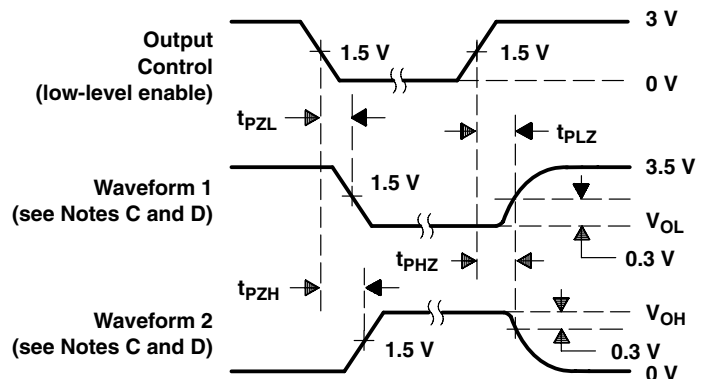 3 V
Output
Control
(low-level enable)
1.5 V
1.5 V
0 V
tPZL
tPLZ
3.5 V
Waveform 1
(see Notes C and D)
1.5 V
VOL
0.3 V
tPHZ
tPZH
Waveform 2
(see Notes C and D)
VOH
1.5 V
0.3 V
0 V